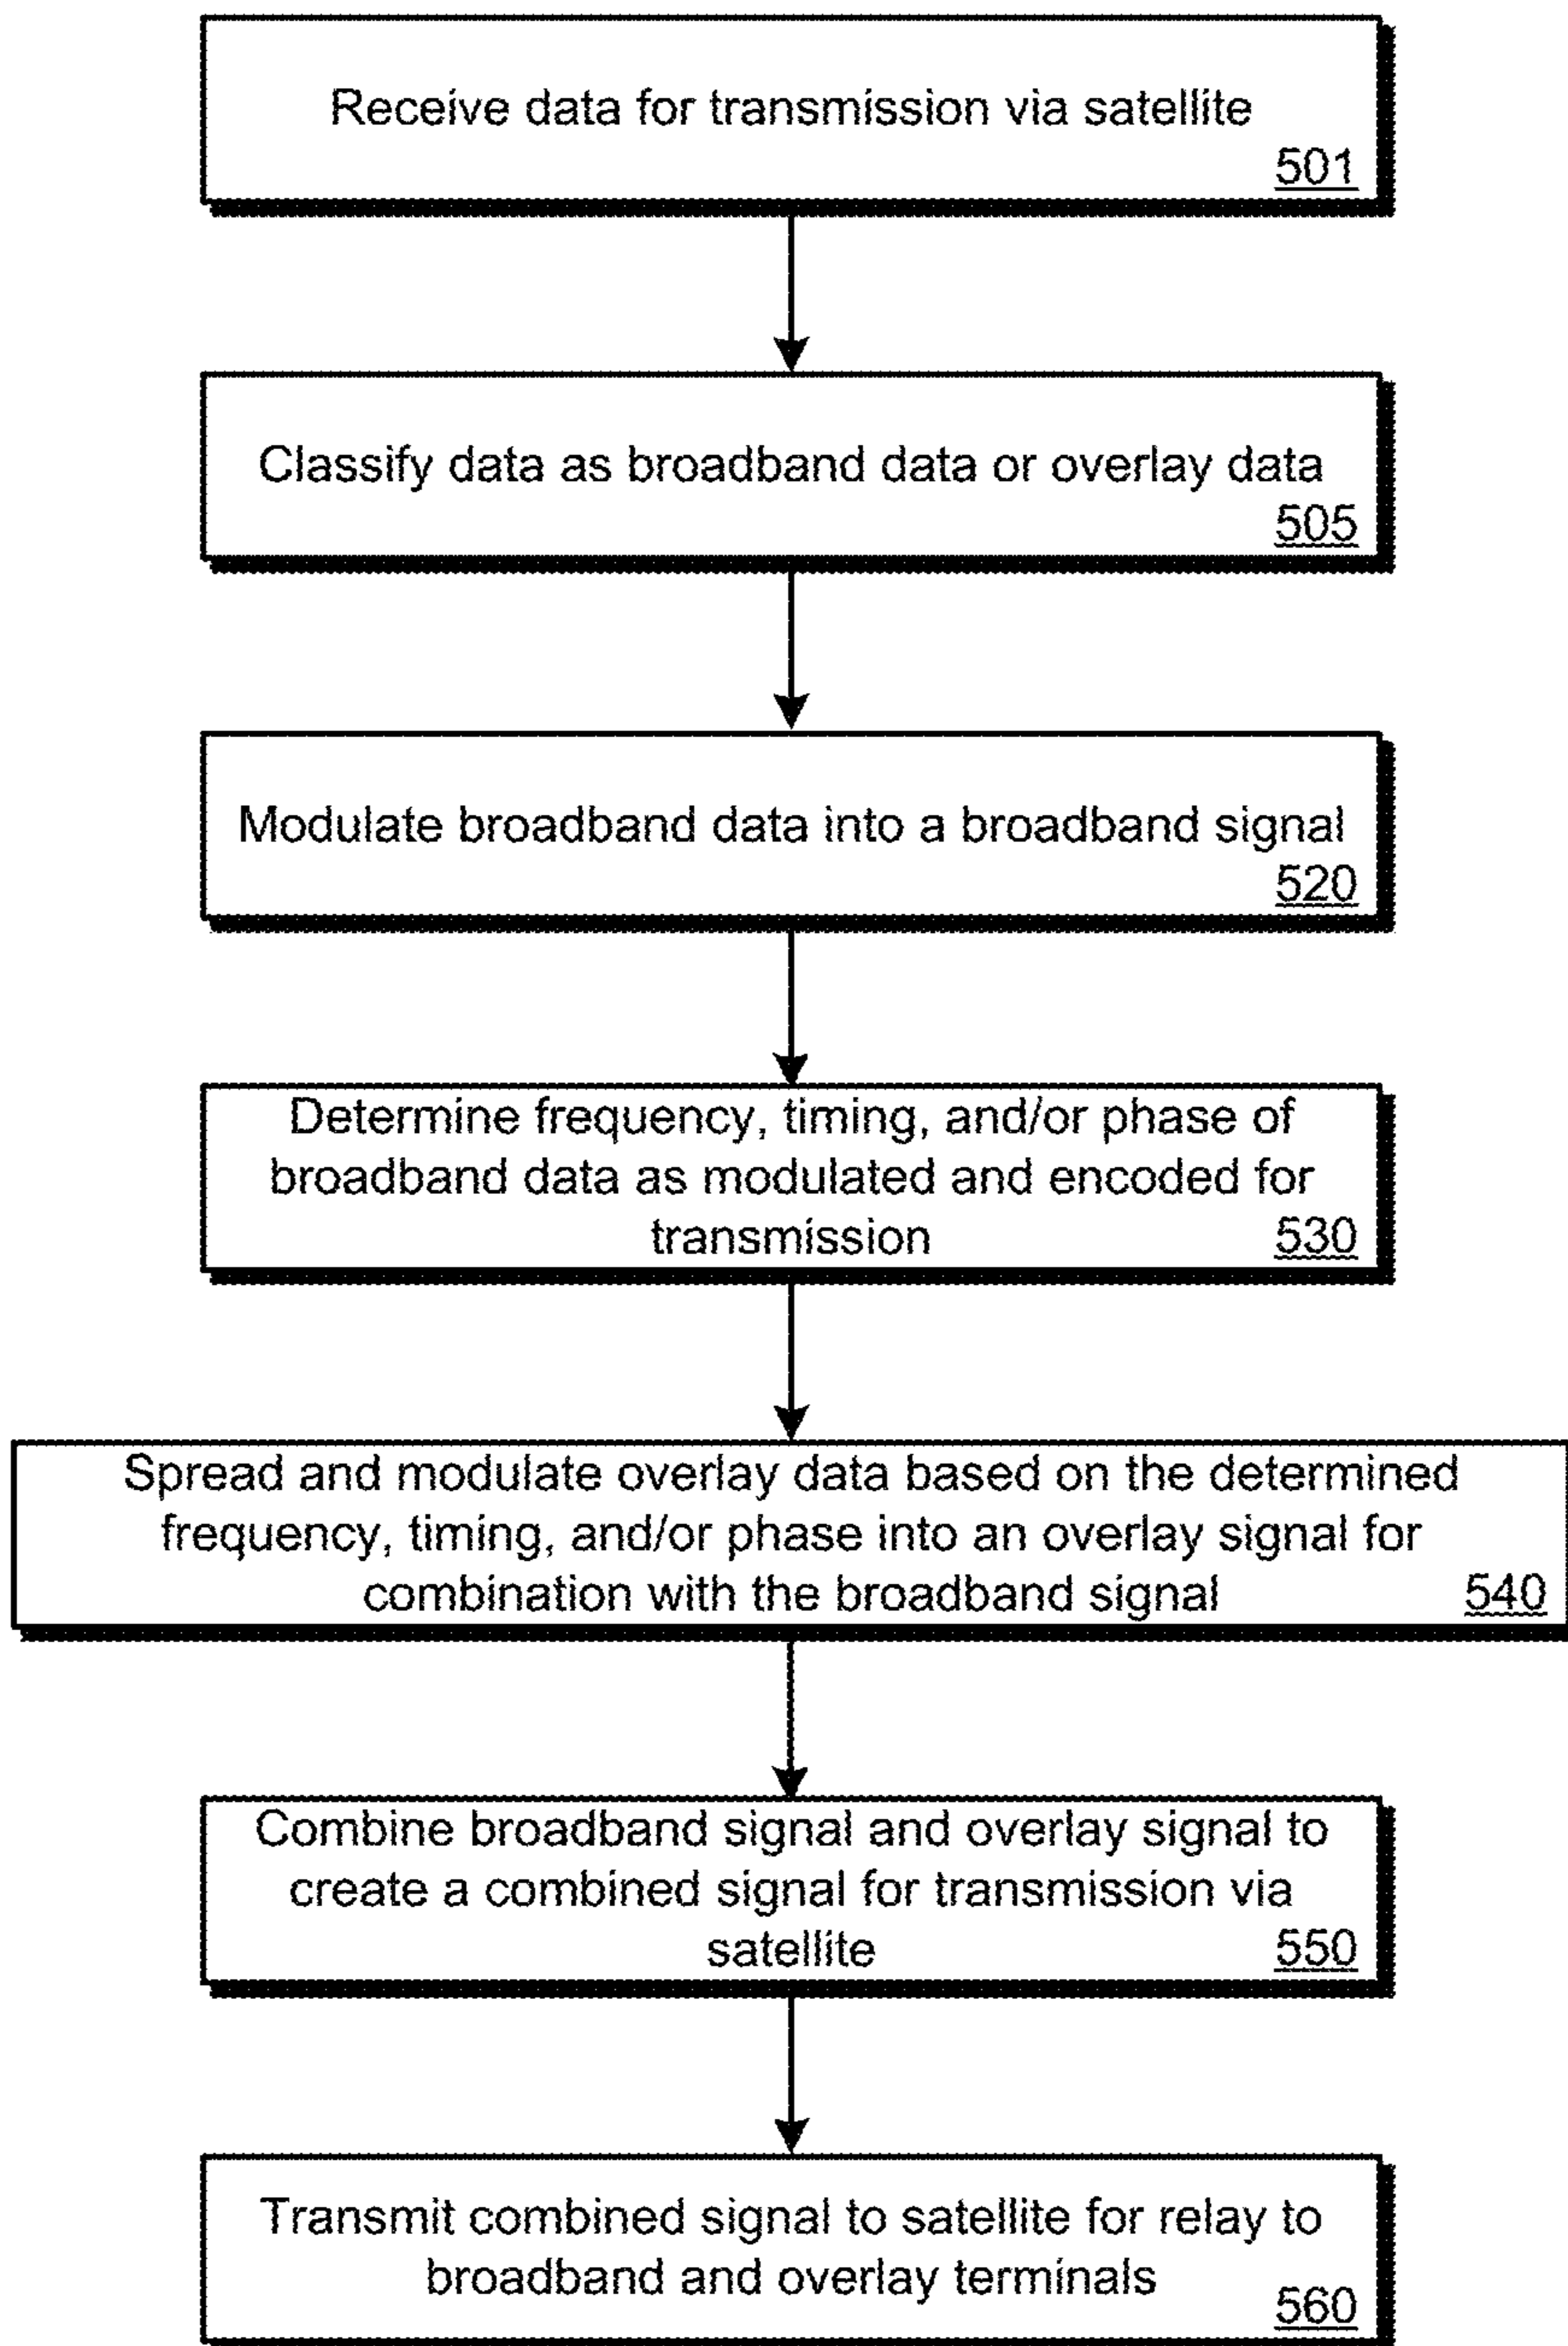 Receive data for transmission via satellite
501
Classify data as broadband data or overlay data
505
Modulate broadband data into a broadband signal
520
Determine frequency, timing, and/or phase of
broadband data as modulated and encoded for
transmission 530
Spread and modulate overlay data based on the determined
frequency, timing, and/or phase into an overlay signal for
combination with the broadband signal 540
Combine broadband signal and overlay signal to
create a combined signal for transmission via
satellite 550
Transmit combined signal to satellite for relay to
broadband and overlay terminals
560